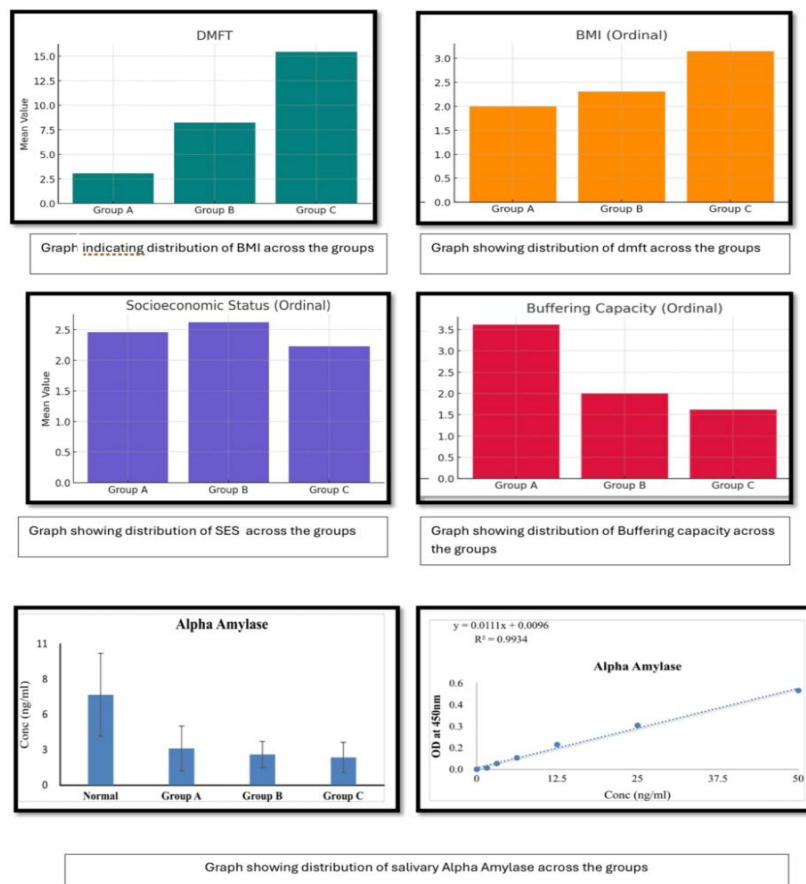 DMFT
15.0
12.5
10.0
7.5
5.0
2.5
0.0
Mean Value
Group A Group B Group C
Graph indicating distribution of BMI across the groups
BMI (Ordinal)
3.0
2.5
2.0
1.5
1.0
0.5
0.0
Group A Group B Group C
Graph showing distribution of dmft across the groups
Socioeconomic Status (Ordinal)
2.5
2.0
1.5
1.0
0.5
0.0
Mean Value
Group A Group B Group C
Graph showing distribution of SES across the groups
Buffering Capacity (Ordinal)
3.5
3.0
2.5
2.0
1.5
1.0
0.5
0.0
Group A Group B Group C
Graph showing distribution of Buffering capacity across
the groups
Alpha Amylase
11
8
6
3
0
Conc (ng/ml)
Normal Group A Group B Group C
y = 0.0111x + 0.0096
R² = 0.9934
Alpha Amylase
0.6
0.5
0.3
0.2
0.0
OD at 450nm
0 12.5 25 37.5 50
Conc (ng/ml)
Graph showing distribution of salivary Alpha Amylase across the groups